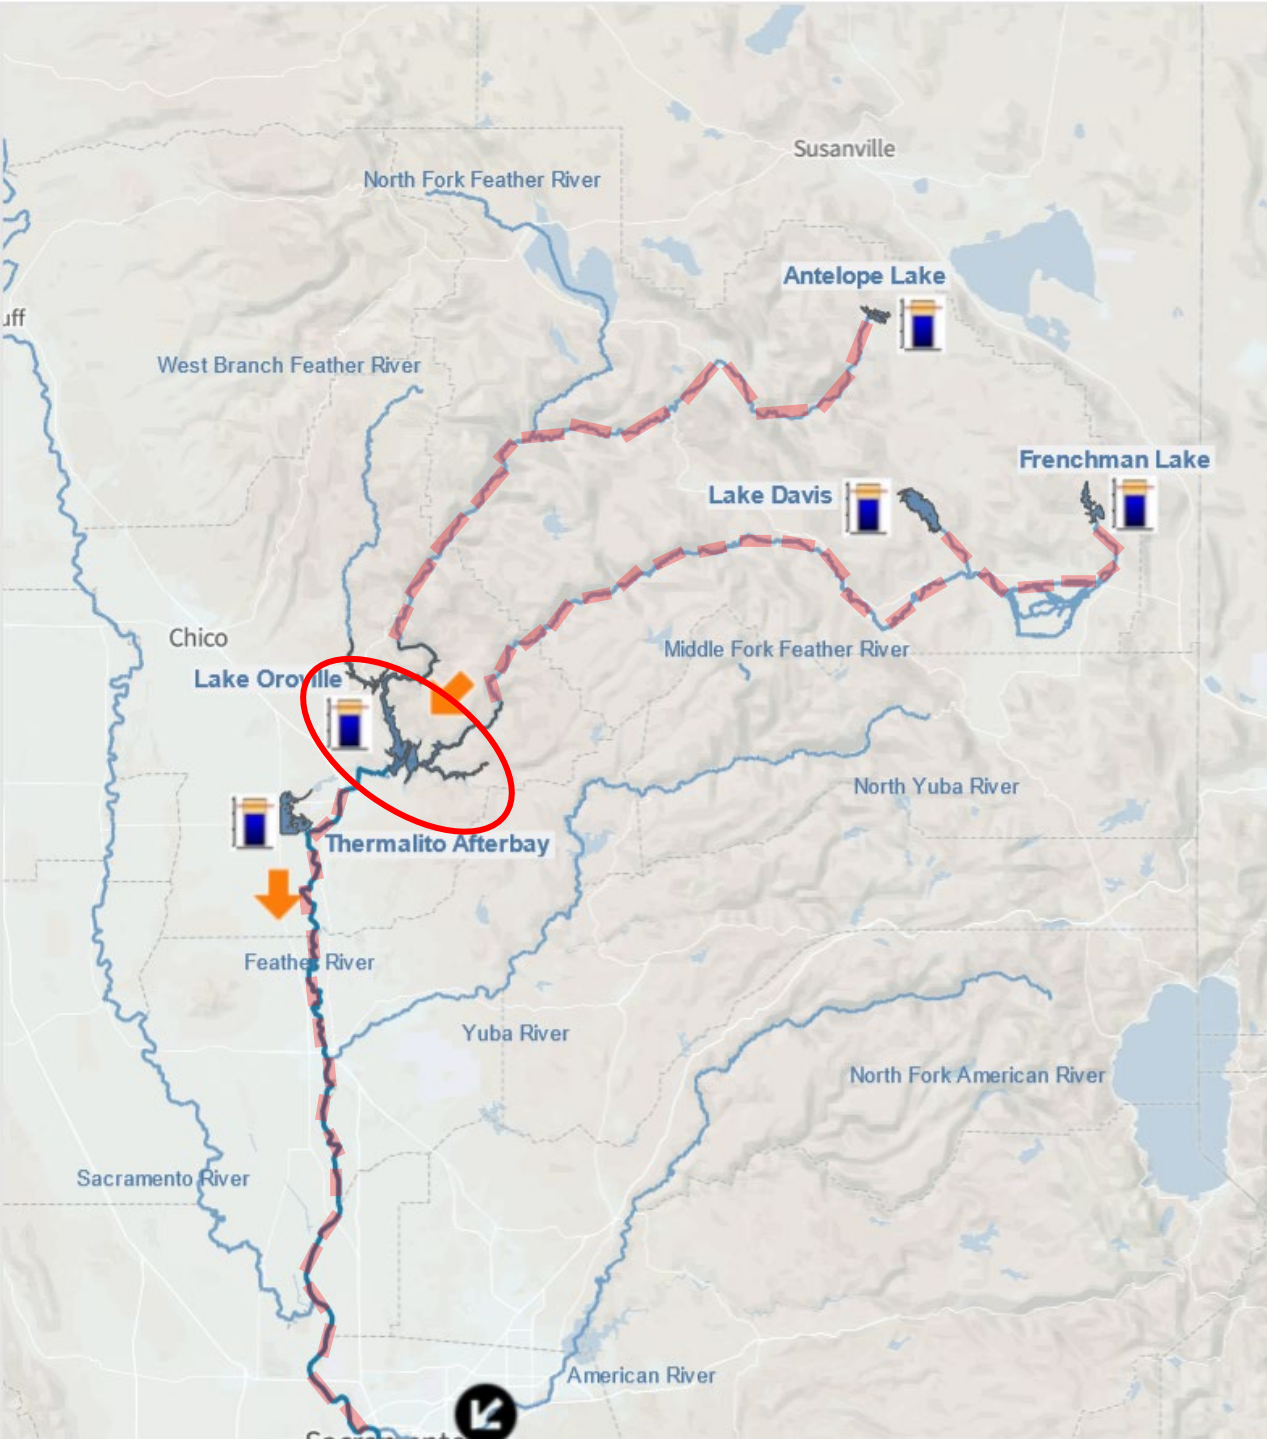 Susanville
North Fork Feather River
Antelope Lake
uff
West Branch Feather River
Frenchman Lake
Lake Davis
Chico
Middle Fork Feather River
Lake Oroville
North Yuba River
Thermalito Afterbay
Feather River
Yuba River
North Fork American River
Sacramento River
American River
Sacramento